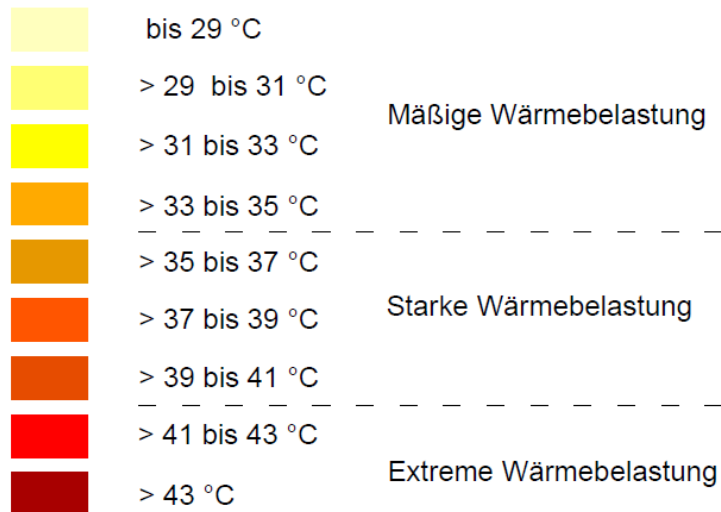 bis 29 °C
> 29 bis 31 °C
Mäßige Wärmebelastung
> 31 bis 33 °C
> 33 bis 35 °C
> 35 bis 37 °C
Starke Wärmebelastung
> 37 bis 39 °C
> 39 bis 41 °C
> 41 bis 43 °C
Extreme Wärmebelastung
> 43 °C